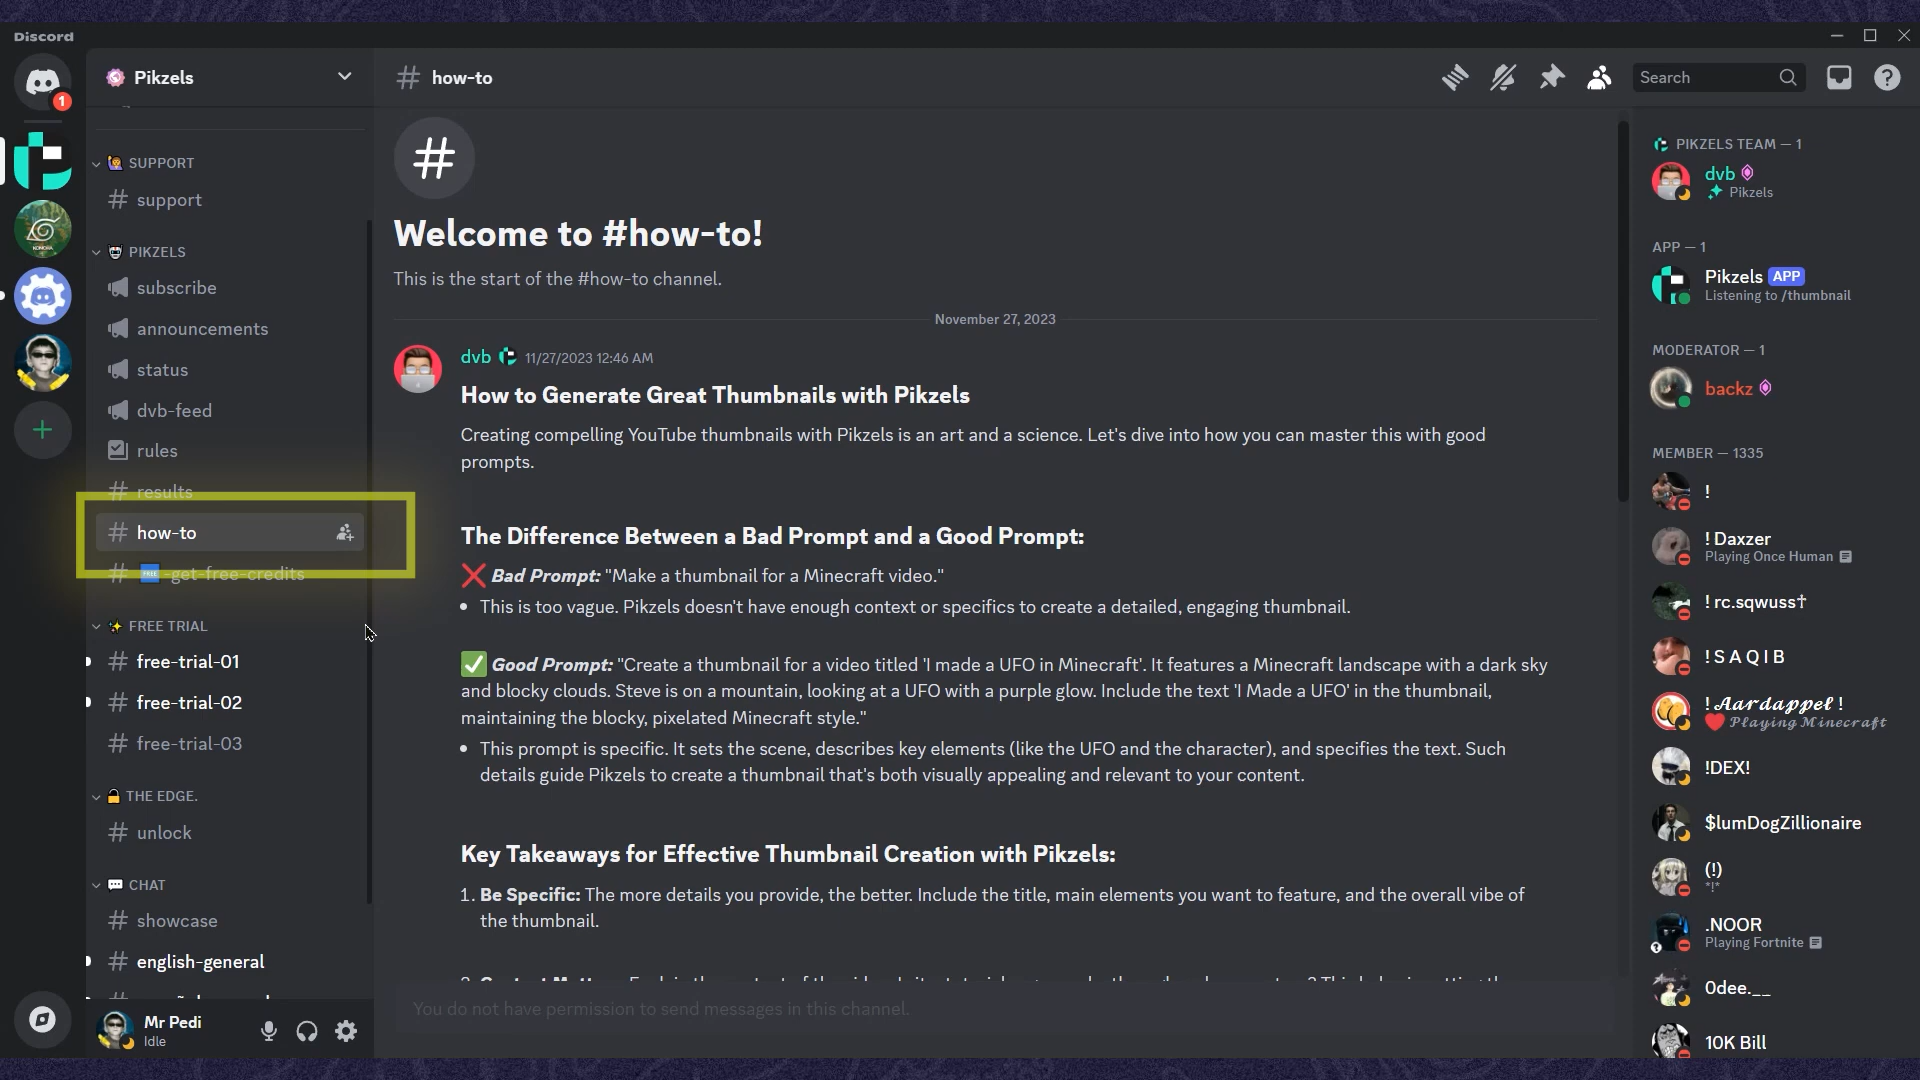 Discord
1
Pikzels
SUPPORT
support
PIKZELS
subscribe
announcements
status
dvb-feed
rules
results
how-to
FREE -get-free-credits
FREE TRIAL
free-trial-01
free-trial-02
free-trial-03
THE EDGE.
unlock
CHAT
showcase
english-general
Mr Pedi
Idle
how-to
Search
Welcome to #how-to!
This is the start of the #how-to channel.
November 27, 2023
dvb 11/27/2023 12:46 AM
How to Generate Great Thumbnails with Pikzels
Creating compelling YouTube thumbnails with Pikzels is an art and a science. Let's dive into how you can master this with good
prompts.
The Difference Between a Bad Prompt and a Good Prompt:
❌ Bad Prompt: "Make a thumbnail for a Minecraft video."
• This is too vague. Pikzels doesn't have enough context or specifics to create a detailed, engaging thumbnail.
✅ Good Prompt: "Create a thumbnail for a video titled 'I made a UFO in Minecraft'. It features a Minecraft landscape with a dark sky
and blocky clouds. Steve is on a mountain, looking at a UFO with a purple glow. Include the text 'I Made a UFO' in the thumbnail,
maintaining the blocky, pixelated Minecraft style."
• This prompt is specific. It sets the scene, describes key elements (like the UFO and the character), and specifies the text. Such
details guide Pikzels to create a thumbnail that's both visually appealing and relevant to your content.
Key Takeaways for Effective Thumbnail Creation with Pikzels:
1. Be Specific: The more details you provide, the better. Include the title, main elements you want to feature, and the overall vibe of
the thumbnail.
You do not have permission to send messages in this channel.
PIKZELS TEAM — 1
dvb
Pikzels
APP — 1
Pikzels APP
Listening to /thumbnail
MODERATOR — 1
backz
MEMBER — 1335
!
! Daxzer
Playing Once Human
! rc.sqwuss†
! S A Q I B
! 𝓐𝓪𝓻𝓭𝓪𝓹𝓹𝓮𝓵 !
❤️ 𝓟𝓵𝓪𝔂𝓲𝓷𝓰 𝓜𝓲𝓷𝓮𝓬𝓻𝓪𝓯𝓽
!DEX!
$lumDogZillionaire
(!)
*!*
.NOOR
Playing Fortnite
0dee.__
10K Bill